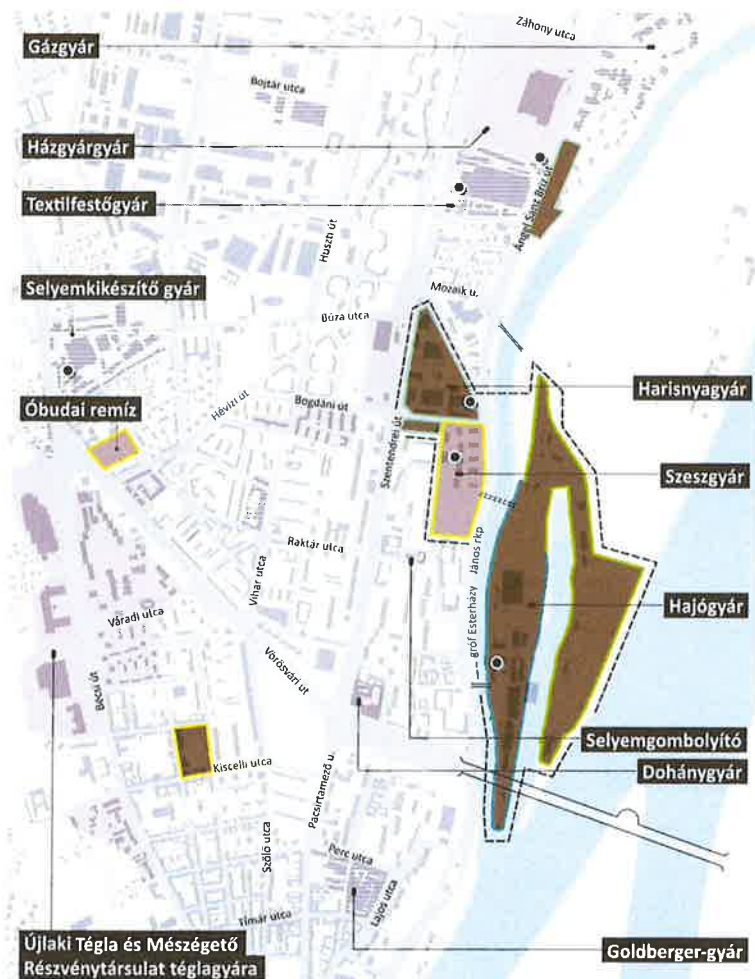 Záhony utca
Gázgyár
Bojtár utca
Házgyárgyár
Textilfestőgyár
Ángel Sanz Briz út
Huszti út
Selyemkikészítő gyár
Mozaik u.
Búza utca
Harisnyagyár
Óbudai remíz
Hévízi út
Bogdáni út
Szentendrei út
Szeszgyár
Raktár utca
Vihar utca
gróf Esterházy János rkp
Hajógyár
Váradi utca
Vörösvári út
Bécsi út
Selyemgombolyító
Kiscelli utca
Dohánygyár
Pacsirtamező u.
Szőlő utca
Perc utca
Lajos utca
Tímár utca
Újlaki Tégla és Mészégető
Részvénytársulat téglagyára
Goldberger-gyár